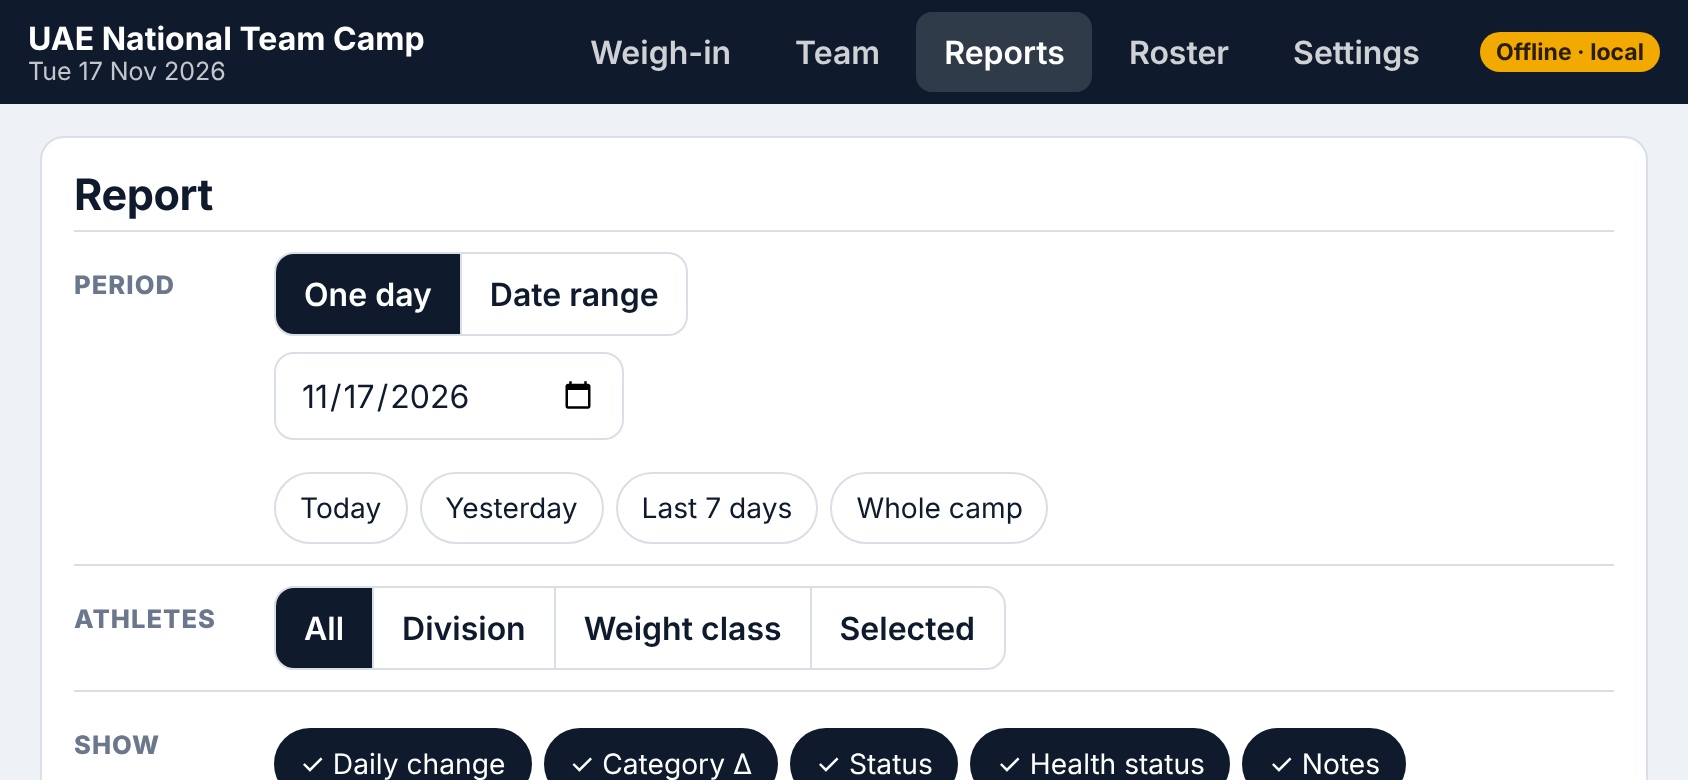 UAE National Team Camp
Tue 17 Nov 2026
Weigh-in Team Reports Roster Settings Offline · local
Report
PERIOD One day Date range
11/17/2026
Today Yesterday Last 7 days Whole camp
ATHLETES All Division Weight class Selected
SHOW ✓ Daily change ✓ Category Δ ✓ Status ✓ Health status ✓ Notes